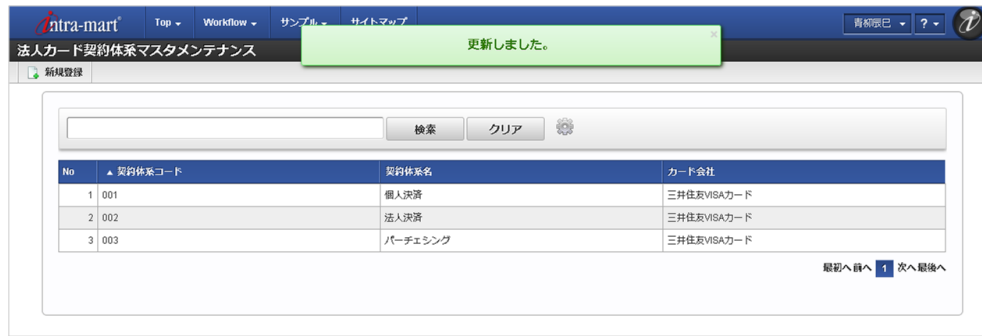 intra-mart® Top Workflow サンプル サイトマップ 青柳辰巳 ?
更新しました。 ×
法人カード契約体系マスタメンテナンス
新規登録
検索 クリア
No ▲ 契約体系コード 契約体系名 カード会社
1 001 個人決済 三井住友VISAカード
2 002 法人決済 三井住友VISAカード
3 003 パーチェシング 三井住友VISAカード
最初へ 前へ 1 次へ 最後へ